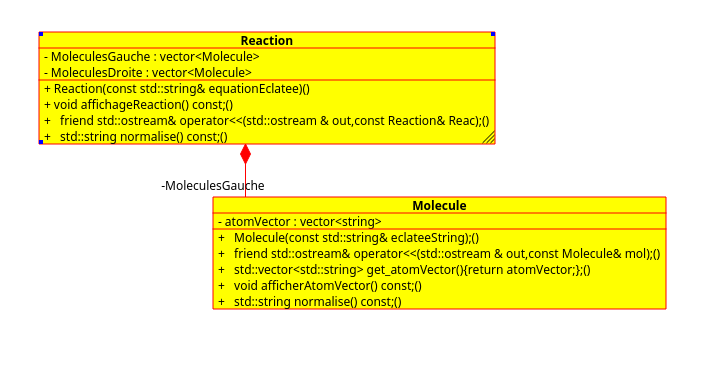 Reaction
- MoleculesGauche : vector<Molecule>
- MoleculesDroite : vector<Molecule>
+ Reaction(const std::string& equationEclatee)()
+ void affichageReaction() const;()
+   friend std::ostream& operator<<(std::ostream & out,const Reaction& Reac);()
+   std::string normalise() const;()
-MoleculesGauche
Molecule
- atomVector : vector<string>
+   Molecule(const std::string& eclateeString);()
+   friend std::ostream& operator<<(std::ostream & out,const Molecule& mol);()
+   std::vector<std::string> get_atomVector(){return atomVector;};()
+   void afficherAtomVector() const;()
+   std::string normalise() const;()